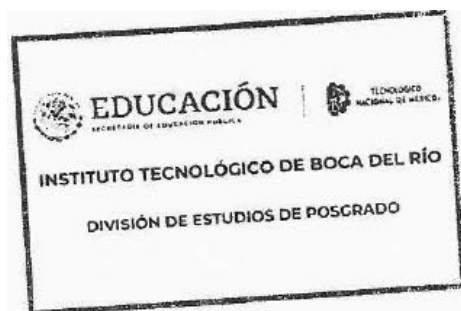 EDUCACIÓN
SECRETARÍA DE EDUCACIÓN PÚBLICA
TECNOLÓGICO
NACIONAL DE MÉXICO
INSTITUTO TECNOLÓGICO DE BOCA DEL RÍO
DIVISIÓN DE ESTUDIOS DE POSGRADO